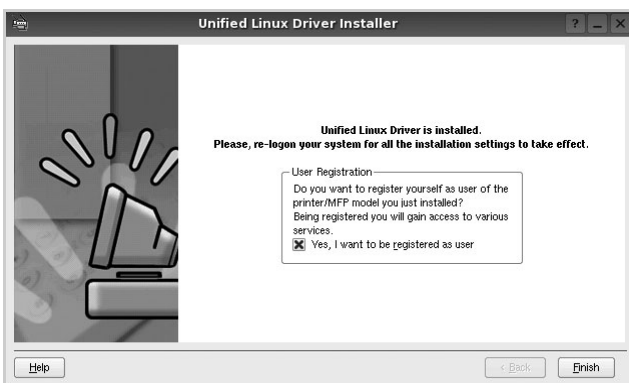 Unified Linux Driver Installer
Unified Linux Driver is installed.
Please, re-logon your system for all the installation settings to take effect.
User Registration
Do you want to register yourself as user of the
printer/MFP model you just installed?
Being registered you will gain access to various
services.
Yes, I want to be registered as user
Help
< Back
Finish